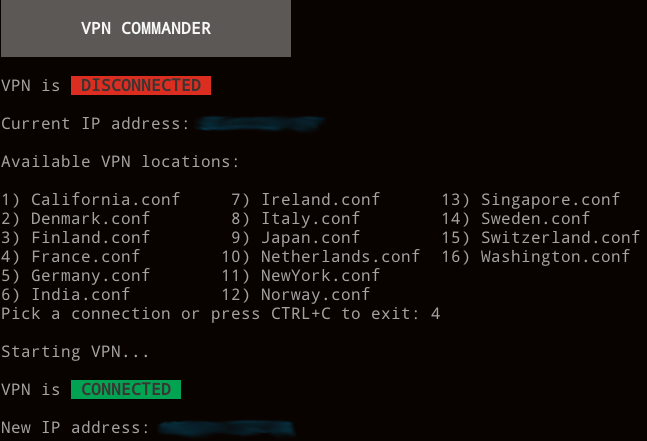 VPN COMMANDER
VPN is DISCONNECTED
Current IP address:
Available VPN locations:
1) California.conf 7) Ireland.conf 13) Singapore.conf
2) Denmark.conf 8) Italy.conf 14) Sweden.conf
3) Finland.conf 9) Japan.conf 15) Switzerland.conf
4) France.conf 10) Netherlands.conf 16) Washington.conf
5) Germany.conf 11) NewYork.conf
6) India.conf 12) Norway.conf
Pick a connection or press CTRL+C to exit: 4
Starting VPN...
VPN is CONNECTED
New IP address: